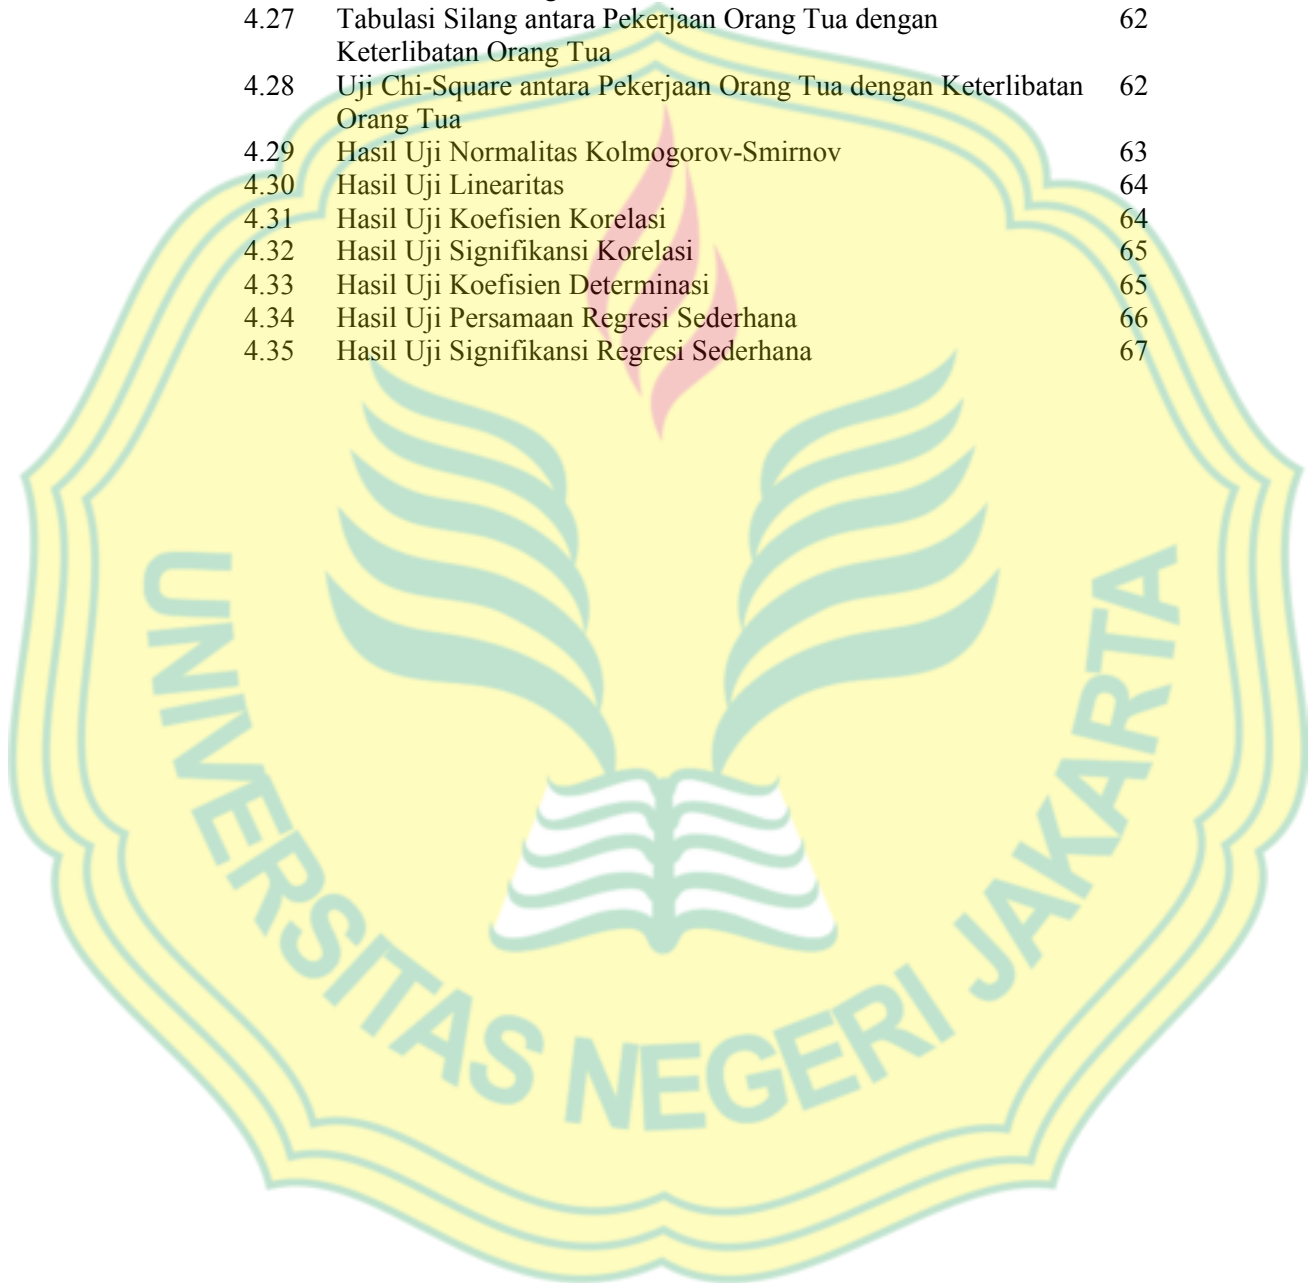 4.27 Tabulasi Silang antara Pekerjaan Orang Tua dengan 62
Keterlibatan Orang Tua
4.28 Uji Chi-Square antara Pekerjaan Orang Tua dengan Keterlibatan 62
Orang Tua
4.29 Hasil Uji Normalitas Kolmogorov-Smirnov 63
4.30 Hasil Uji Linearitas 64
4.31 Hasil Uji Koefisien Korelasi 64
4.32 Hasil Uji Signifikansi Korelasi 65
4.33 Hasil Uji Koefisien Determinasi 65
4.34 Hasil Uji Persamaan Regresi Sederhana 66
4.35 Hasil Uji Signifikansi Regresi Sederhana 67
UNIVERSITAS NEGERI JAKARTA